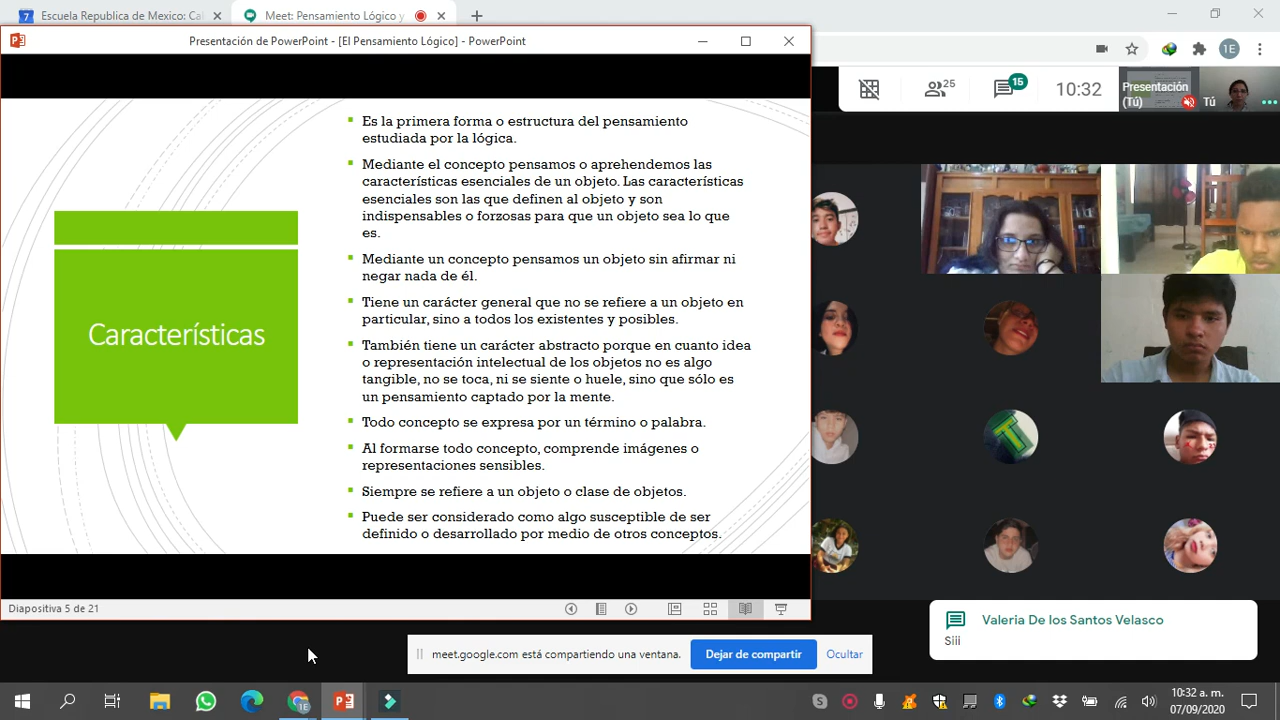 Escuela Republica de Mexico: Cal
Meet: Pensamiento Lógico y
Presentación de PowerPoint - [El Pensamiento Lógico] - PowerPoint
1E
25
15
10:32
Presentación
(Tú)
Tú
Características
Es la primera forma o estructura del pensamiento
estudiada por la lógica.
Mediante el concepto pensamos o aprehendemos las
características esenciales de un objeto. Las características
esenciales son las que definen al objeto y son
indispensables o forzosas para que un objeto sea lo que
es.
Mediante un concepto pensamos un objeto sin afirmar ni
negar nada de él.
Tiene un carácter general que no se refiere a un objeto en
particular, sino a todos los existentes y posibles.
También tiene un carácter abstracto porque en cuanto idea
o representación intelectual de los objetos no es algo
tangible, no se toca, ni se siente o huele, sino que sólo es
un pensamiento captado por la mente.
Todo concepto se expresa por un término o palabra.
Al formarse todo concepto, comprende imágenes o
representaciones sensibles.
Siempre se refiere a un objeto o clase de objetos.
Puede ser considerado como algo susceptible de ser
definido o desarrollado por medio de otros conceptos.
Diapositiva 5 de 21
Valeria De los Santos Velasco
Siii
meet.google.com está compartiendo una ventana.
Dejar de compartir
Ocultar
10:32 a. m.
07/09/2020